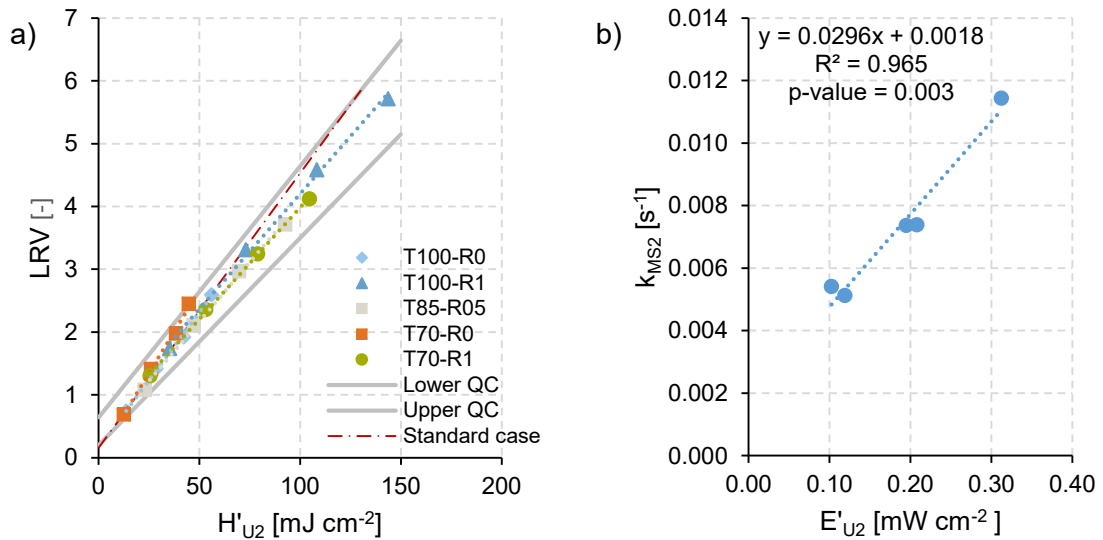 a)
7
6
5
4
3
2
1
0
LRV [-]
0
50
100
150
200
H'U2 [mJ cm-2]
T100-R0
T100-R1
T85-R05
T70-R0
T70-R1
Lower QC
Upper QC
Standard case
b)
y = 0.0296x + 0.0018
R² = 0.965
p-value = 0.003
0.014
0.012
0.010
0.008
0.006
0.004
0.002
0.000
kMS2 [s-1]
0.00
0.10
0.20
0.30
0.40
E'U2 [mW cm-2]